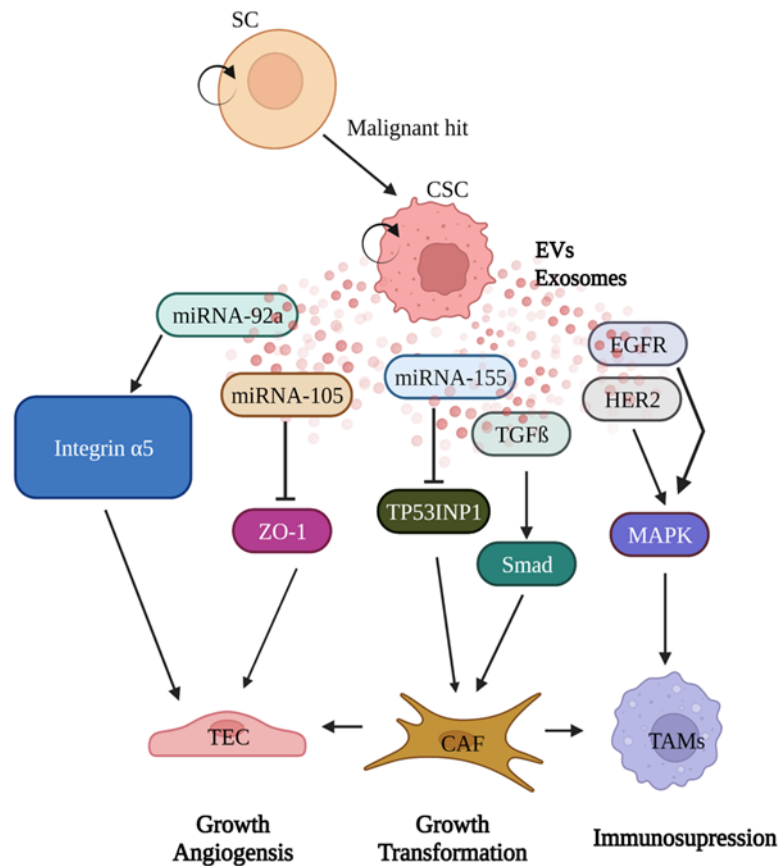 SC
Malignant hit
CSC
EVs
Exosomes
miRNA-92a
EGFR
miRNA-155
miRNA-105
HER2
TGFß
Integrin α5
TP53INP1
ZO-1
MAPK
Smad
TEC
CAF
TAMs
Growth
Angiogensis
Growth
Transformation
Immunosupression